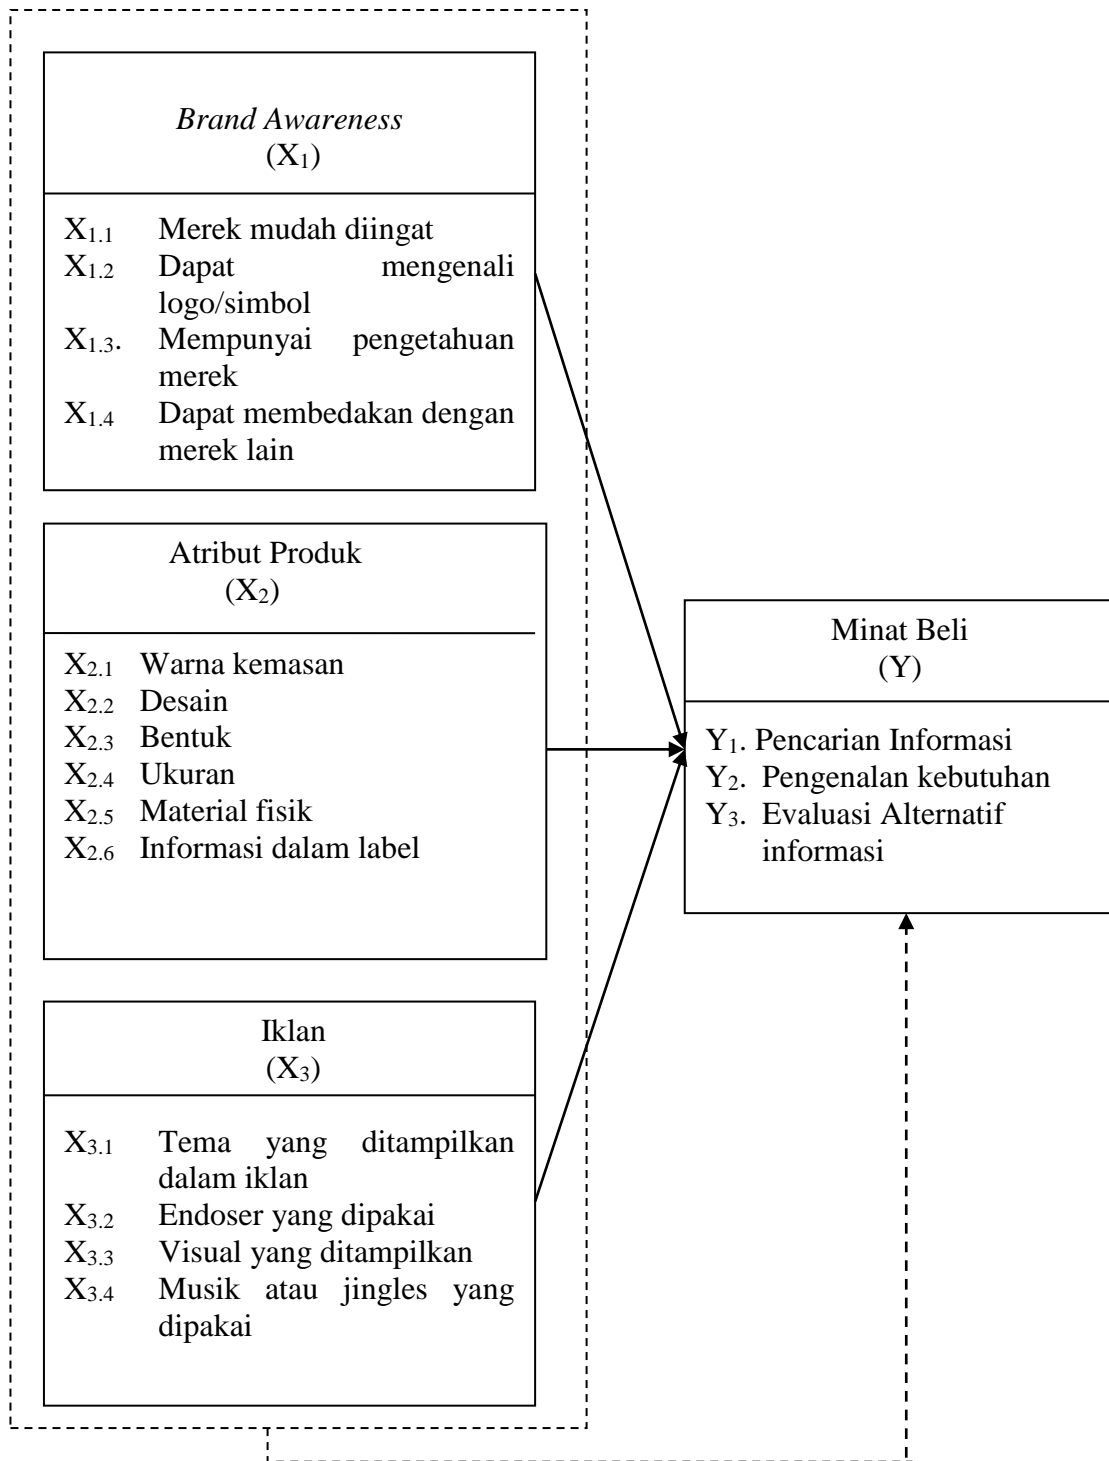 Brand Awareness
(X₁)
X₁.₁ Merek mudah diingat
X₁.₂ Dapat mengenali
logo/simbol
X₁.₃. Mempunyai pengetahuan
merek
X₁.₄ Dapat membedakan dengan
merek lain
Atribut Produk
(X₂)
X₂.₁ Warna kemasan
X₂.₂ Desain
X₂.₃ Bentuk
X₂.₄ Ukuran
X₂.₅ Material fisik
X₂.₆ Informasi dalam label
Iklan
(X₃)
X₃.₁ Tema yang ditampilkan
dalam iklan
X₃.₂ Endoser yang dipakai
X₃.₃ Visual yang ditampilkan
X₃.₄ Musik atau jingles yang
dipakai
Minat Beli
(Y)
Y₁. Pencarian Informasi
Y₂. Pengenalan kebutuhan
Y₃. Evaluasi Alternatif
informasi